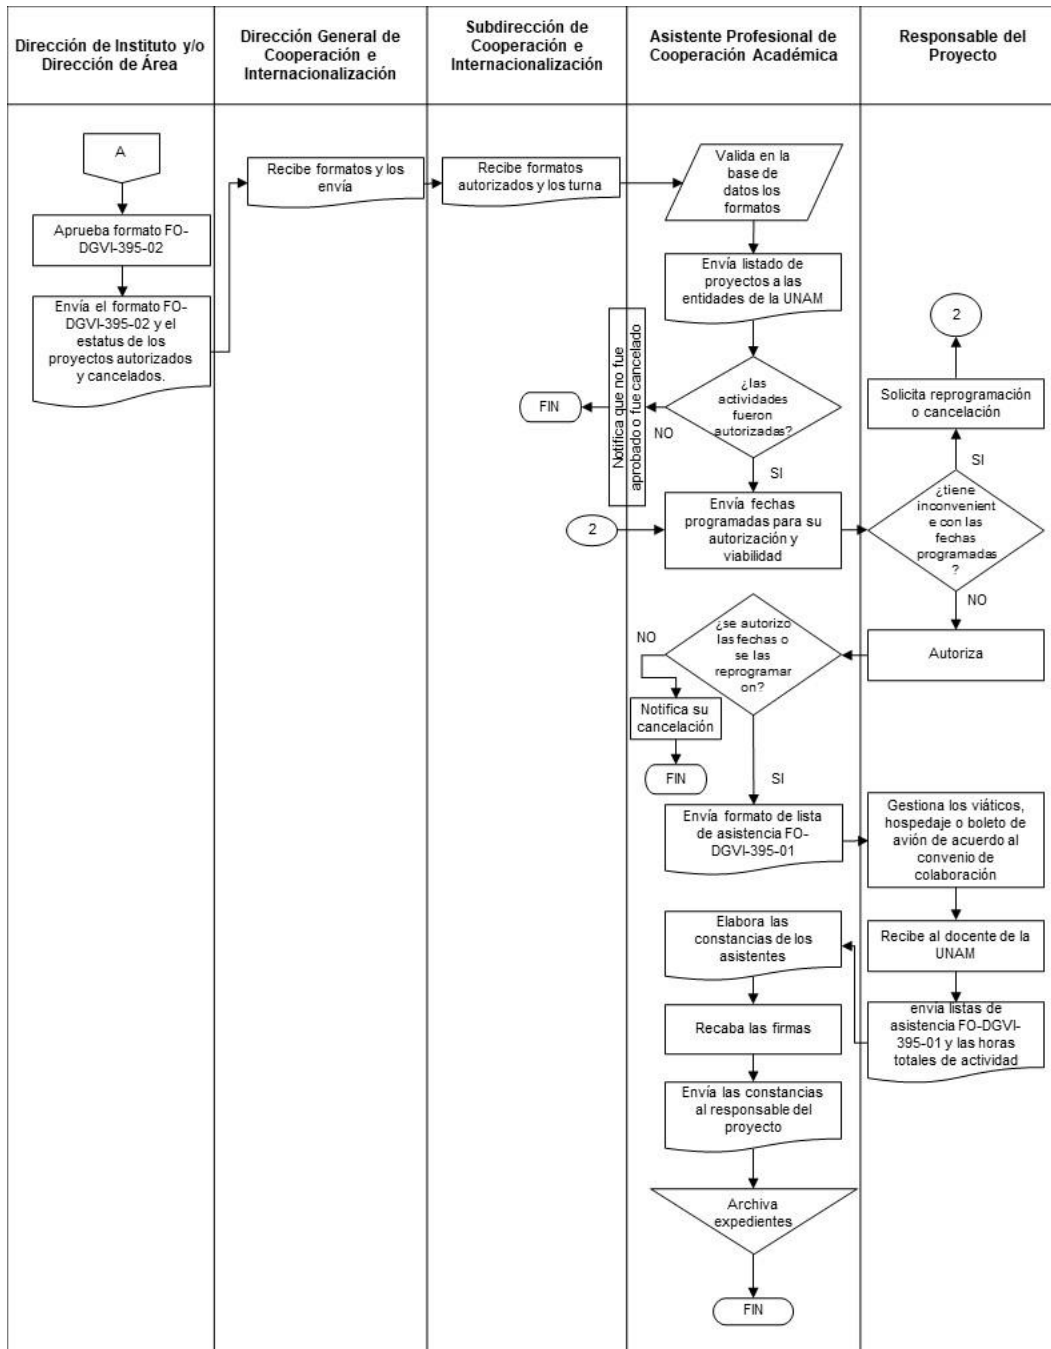 Dirección de Instituto y/o
Dirección de Área
Dirección General de
Cooperación e
Internacionalización
Subdirección de
Cooperación e
Internacionalización
Asistente Profesional de
Cooperación Académica
Responsable del
Proyecto
A
Aprueba formato FO-
DGVI-395-02
Envía el formato FO-
DGVI-395-02 y el
estatus de los
proyectos autorizados
y cancelados.
Recibe formatos y los
envía
Recibe formatos
autorizados y los turna
Valida en la
base de
datos los
formatos
Envía listado de
proyectos a las
entidades de la UNAM
¿las
actividades
fueron
autorizadas?
NO
Notifica que no fue
aprobado o fue cancelado
FIN
SI
2
Envía fechas
programadas para su
autorización y
viabilidad
¿tiene
inconvenient
e con las
fechas
programadas
?
SI
Solicita reprogramación
o cancelación
2
NO
Autoriza
¿se autorizo
las fechas o
se las
reprogramar
on?
NO
Notifica su
cancelación
FIN
SI
Envía formato de lista
de asistencia FO-
DGVI-395-01
Gestiona los viáticos,
hospedaje o boleto de
avión de acuerdo al
convenio de
colaboración
Recibe al docente de la
UNAM
envia listas de
asistencia FO-DGVI-
395-01 y las horas
totales de actividad
Elabora las
constancias de los
asistentes
Recaba las firmas
Envía las constancias
al responsable del
proyecto
Archiva
expedientes
FIN